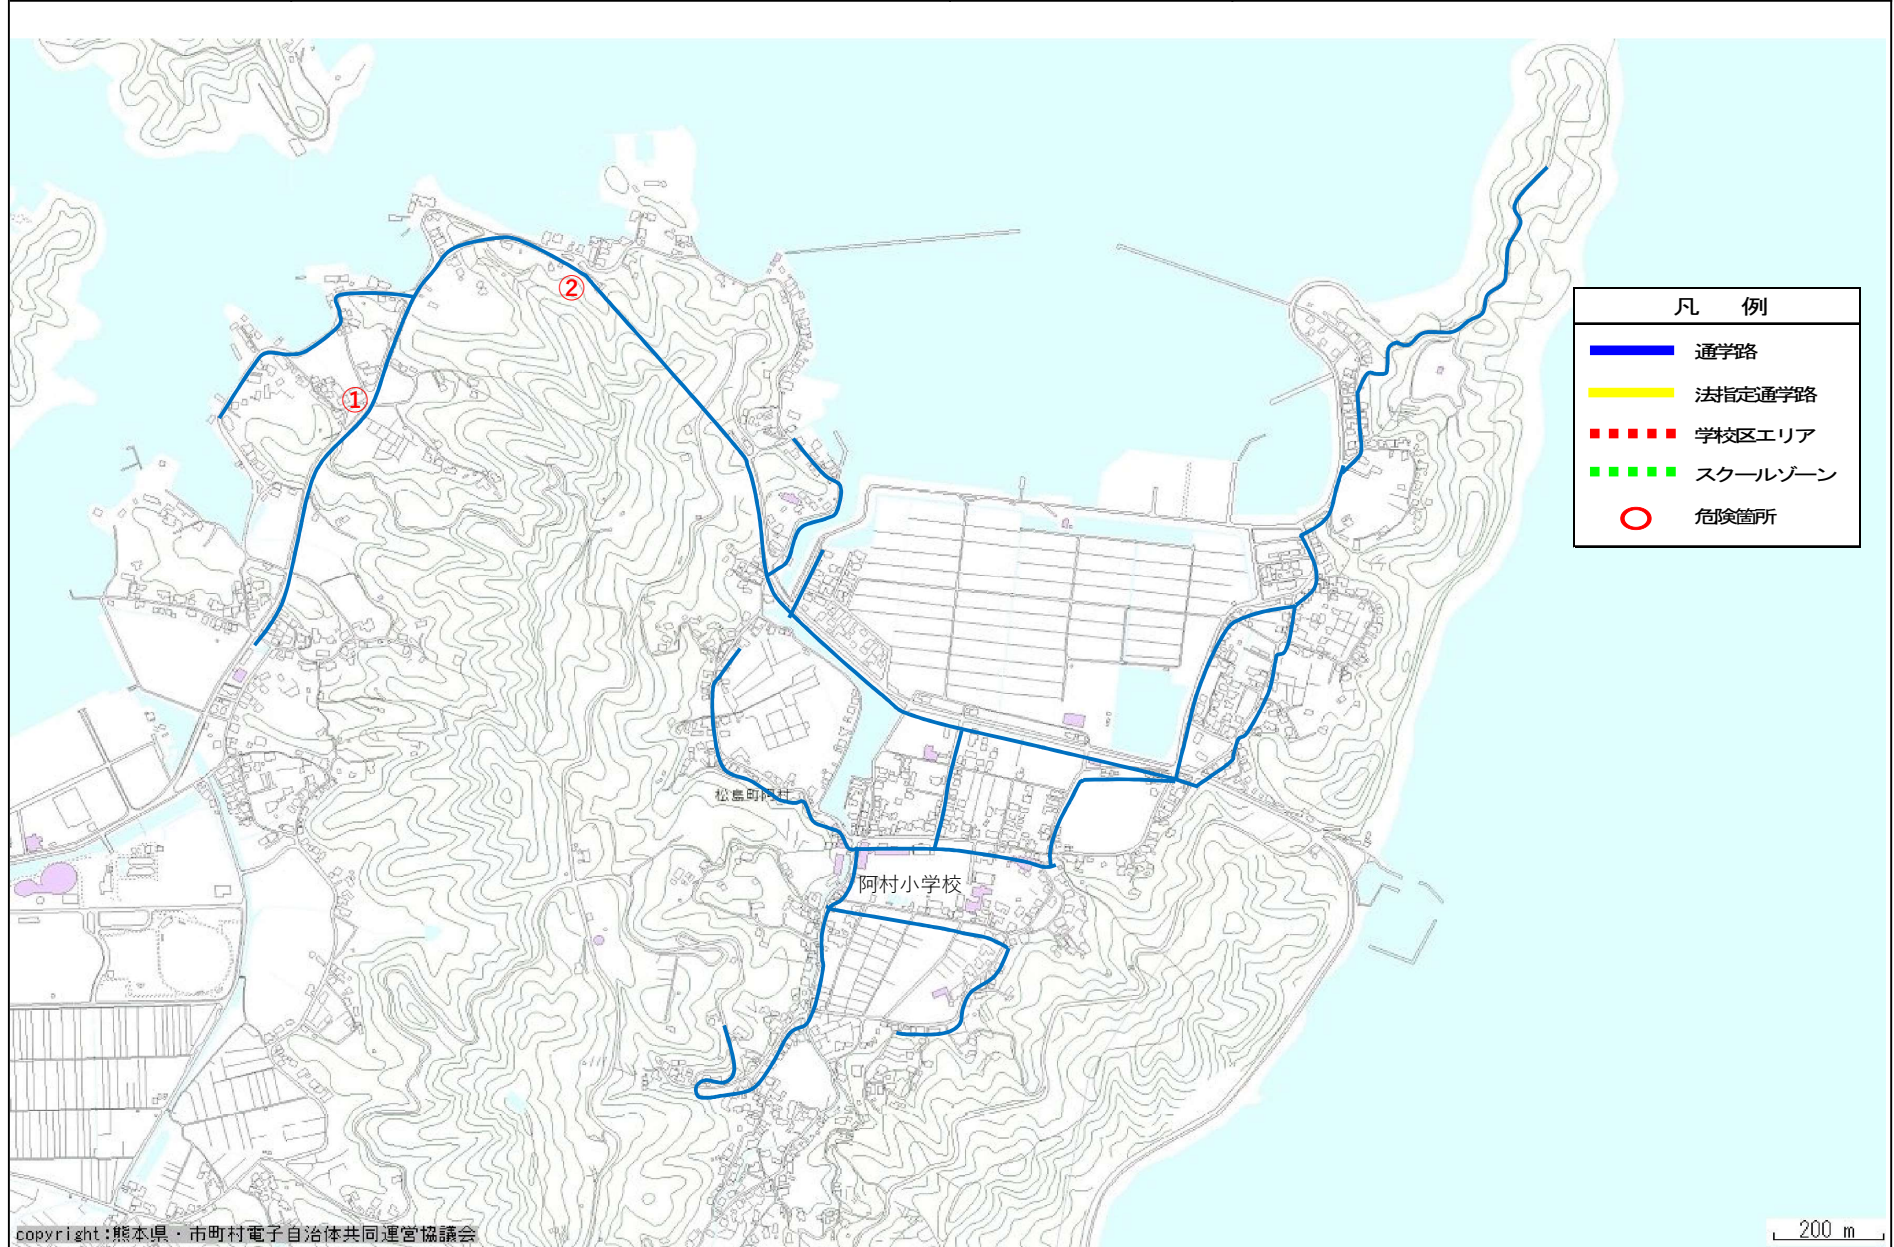 ②
凡 例
通学路
①
法指定通学路
学校区エリア
スクールゾーン
危険箇所
松島町阿村
阿村小学校
copyright:熊本県・市町村電子自治体共同運営協議会
200 m